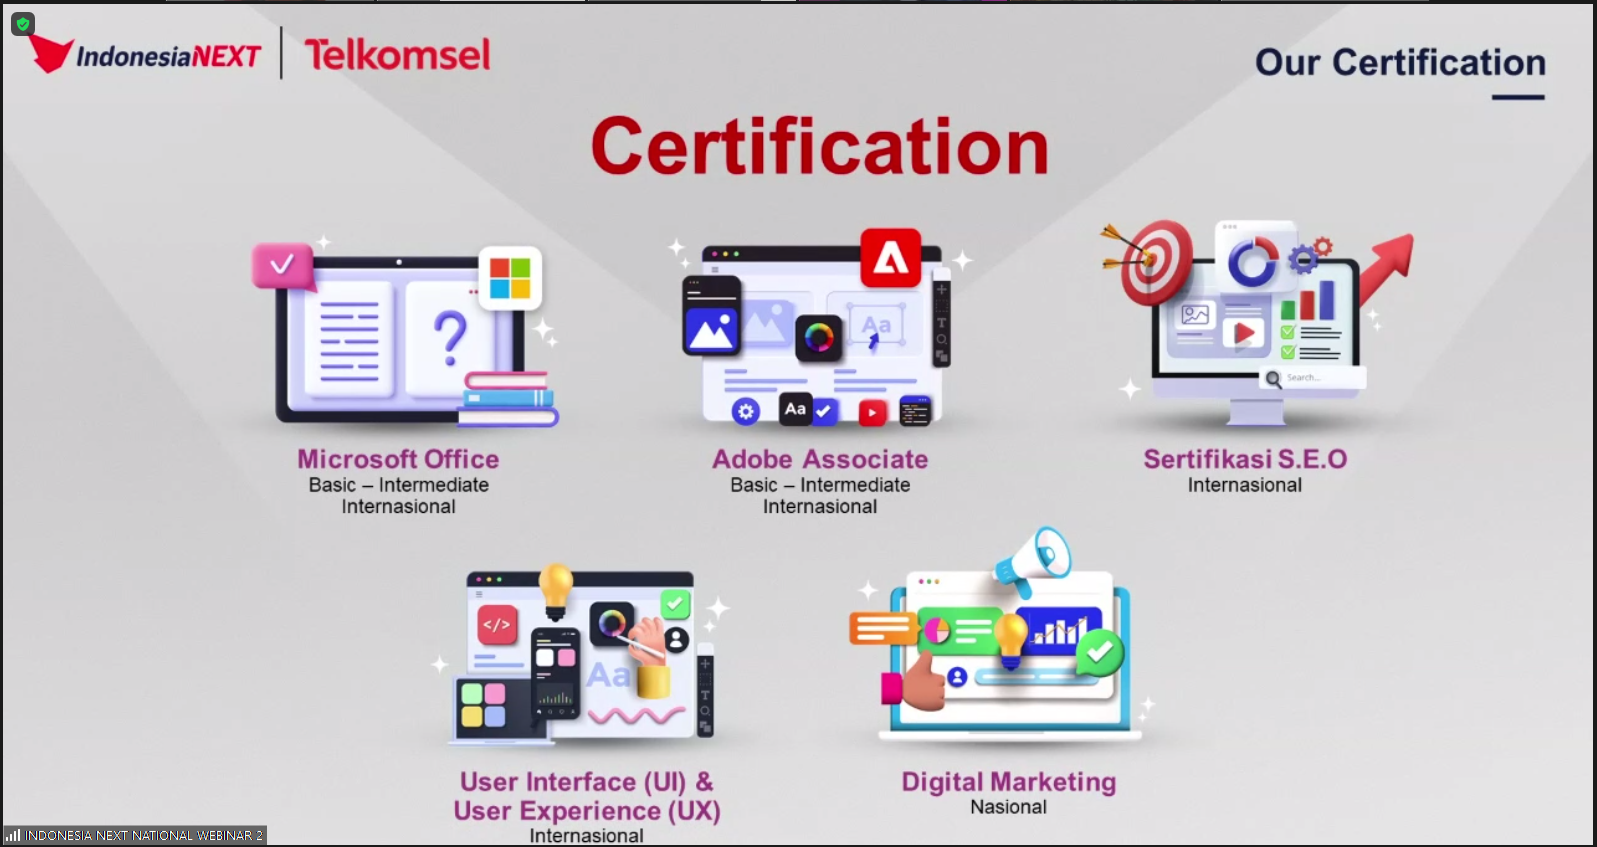 IndonesiaNEXT
Telkomsel
Our Certification
Certification
Microsoft Office
Basic – Intermediate
Internasional
Aa
T
Aa
Adobe Associate
Basic – Intermediate
Internasional
Search...
Sertifikasi S.E.O
Internasional
</>
Aa
T
User Interface (UI) &
User Experience (UX)
Internasional
Digital Marketing
Nasional
INDONESIA NEXT NATIONAL WEBINAR 2